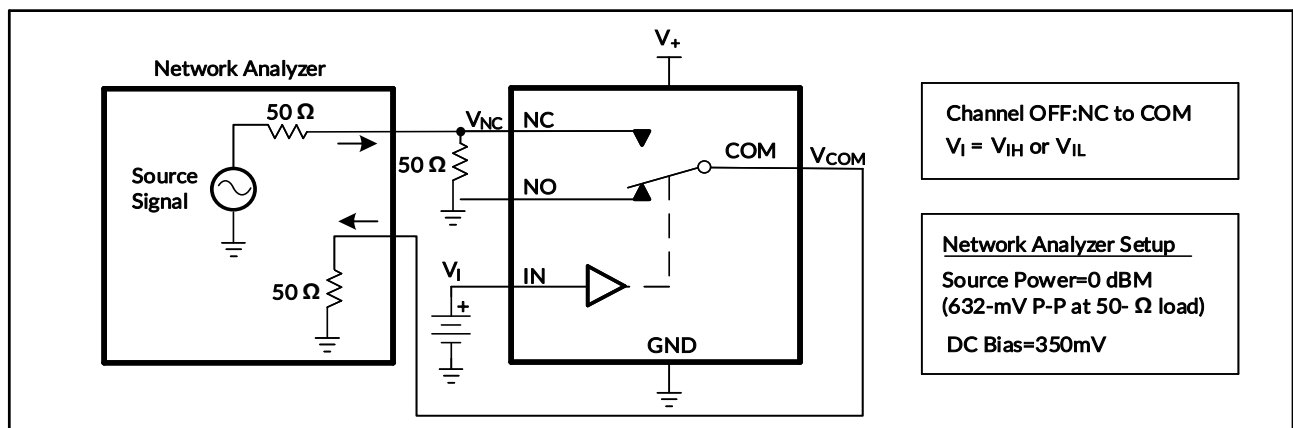 Network Analyzer
50 Ω
Source
Signal
50 Ω
V+
VNC
NC
50 Ω
NO
COM
VCOM
VI
IN
+
GND
Channel OFF:NC to COM
VI = VIH or VIL
Network Analyzer Setup
Source Power=0 dBM
(632-mV P-P at 50- Ω load)
DC Bias=350mV